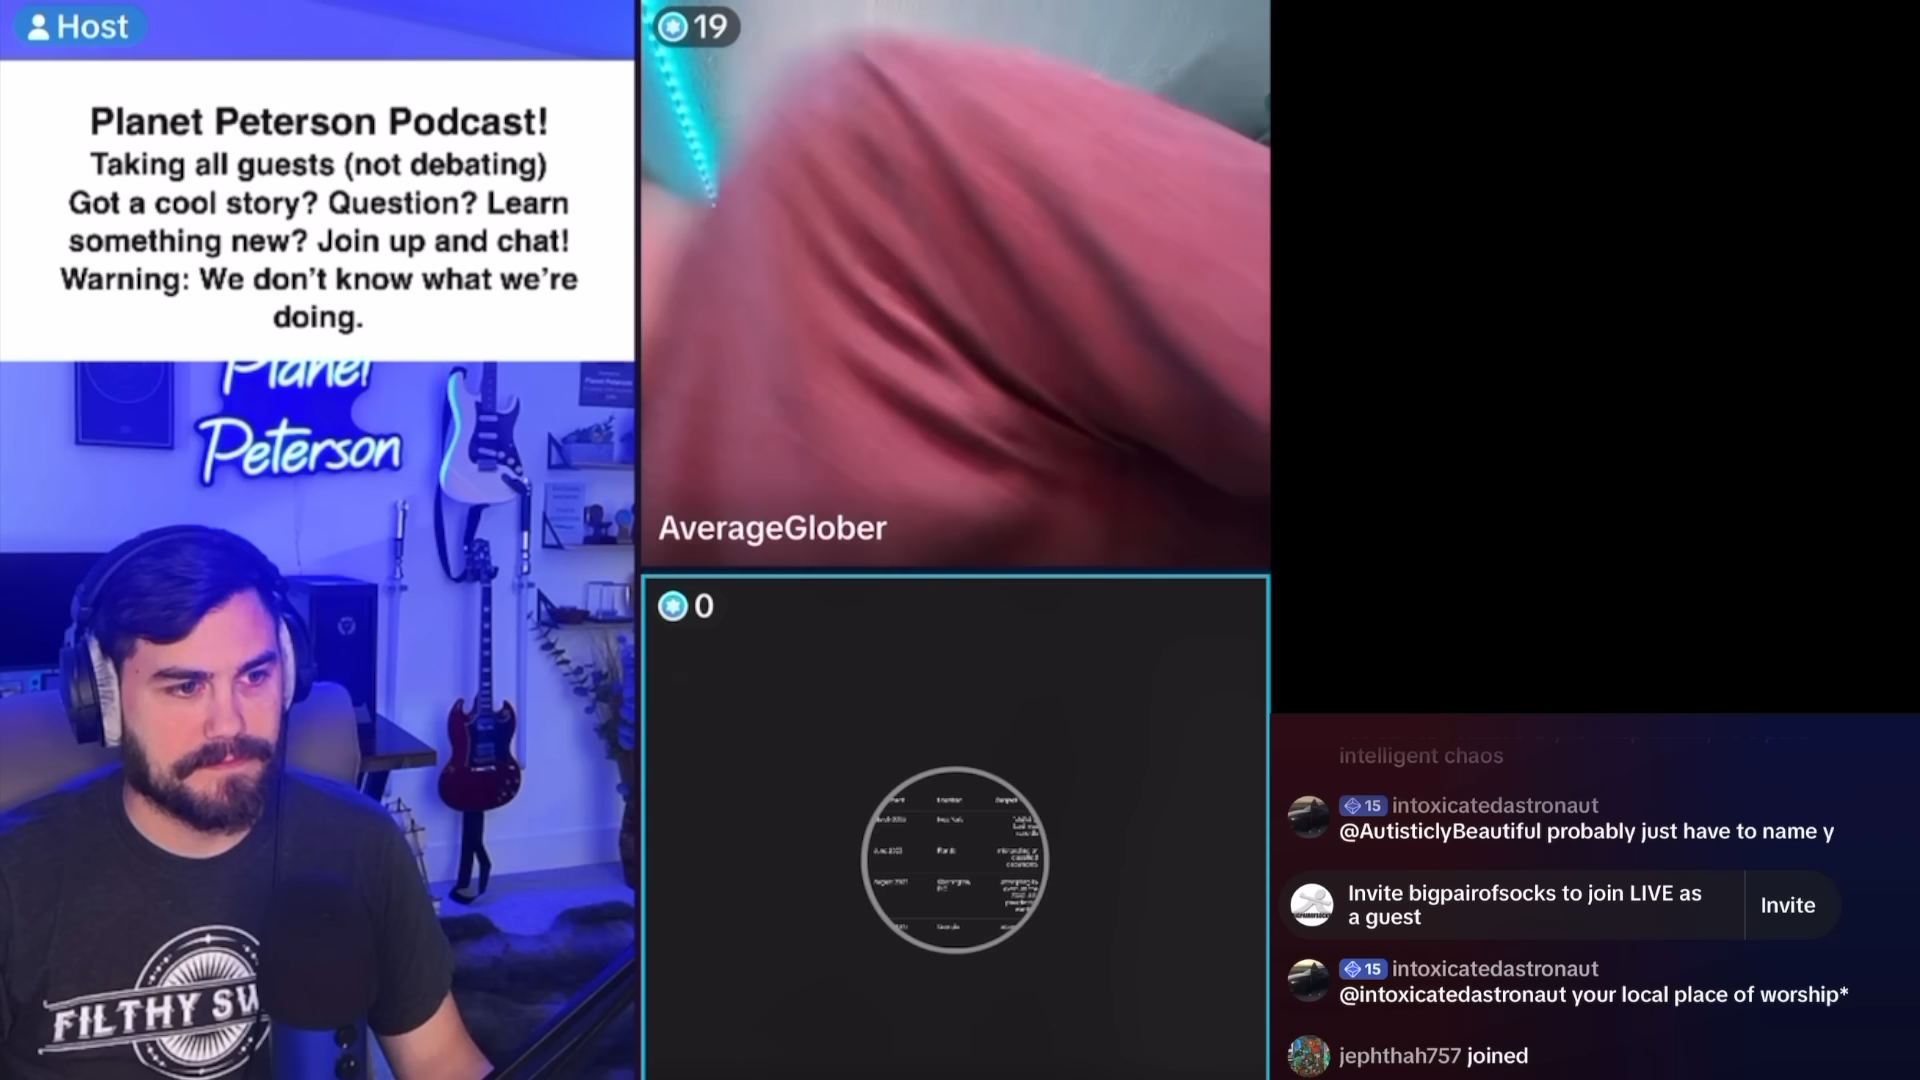 Host
Planet Peterson Podcast!
Taking all guests (not debating)
Got a cool story? Question? Learn
something new? Join up and chat!
Warning: We don't know what we're
doing.
Planet
Peterson
FILTHY SW
19
AverageGlober
0
intelligent chaos
15 intoxicatedastronaut
@AutisticlyBeautiful probably just have to name y
Invite bigpairofsocks to join LIVE as
a guest
Invite
15 intoxicatedastronaut
@intoxicatedastronaut your local place of worship*
jephthah757 joined